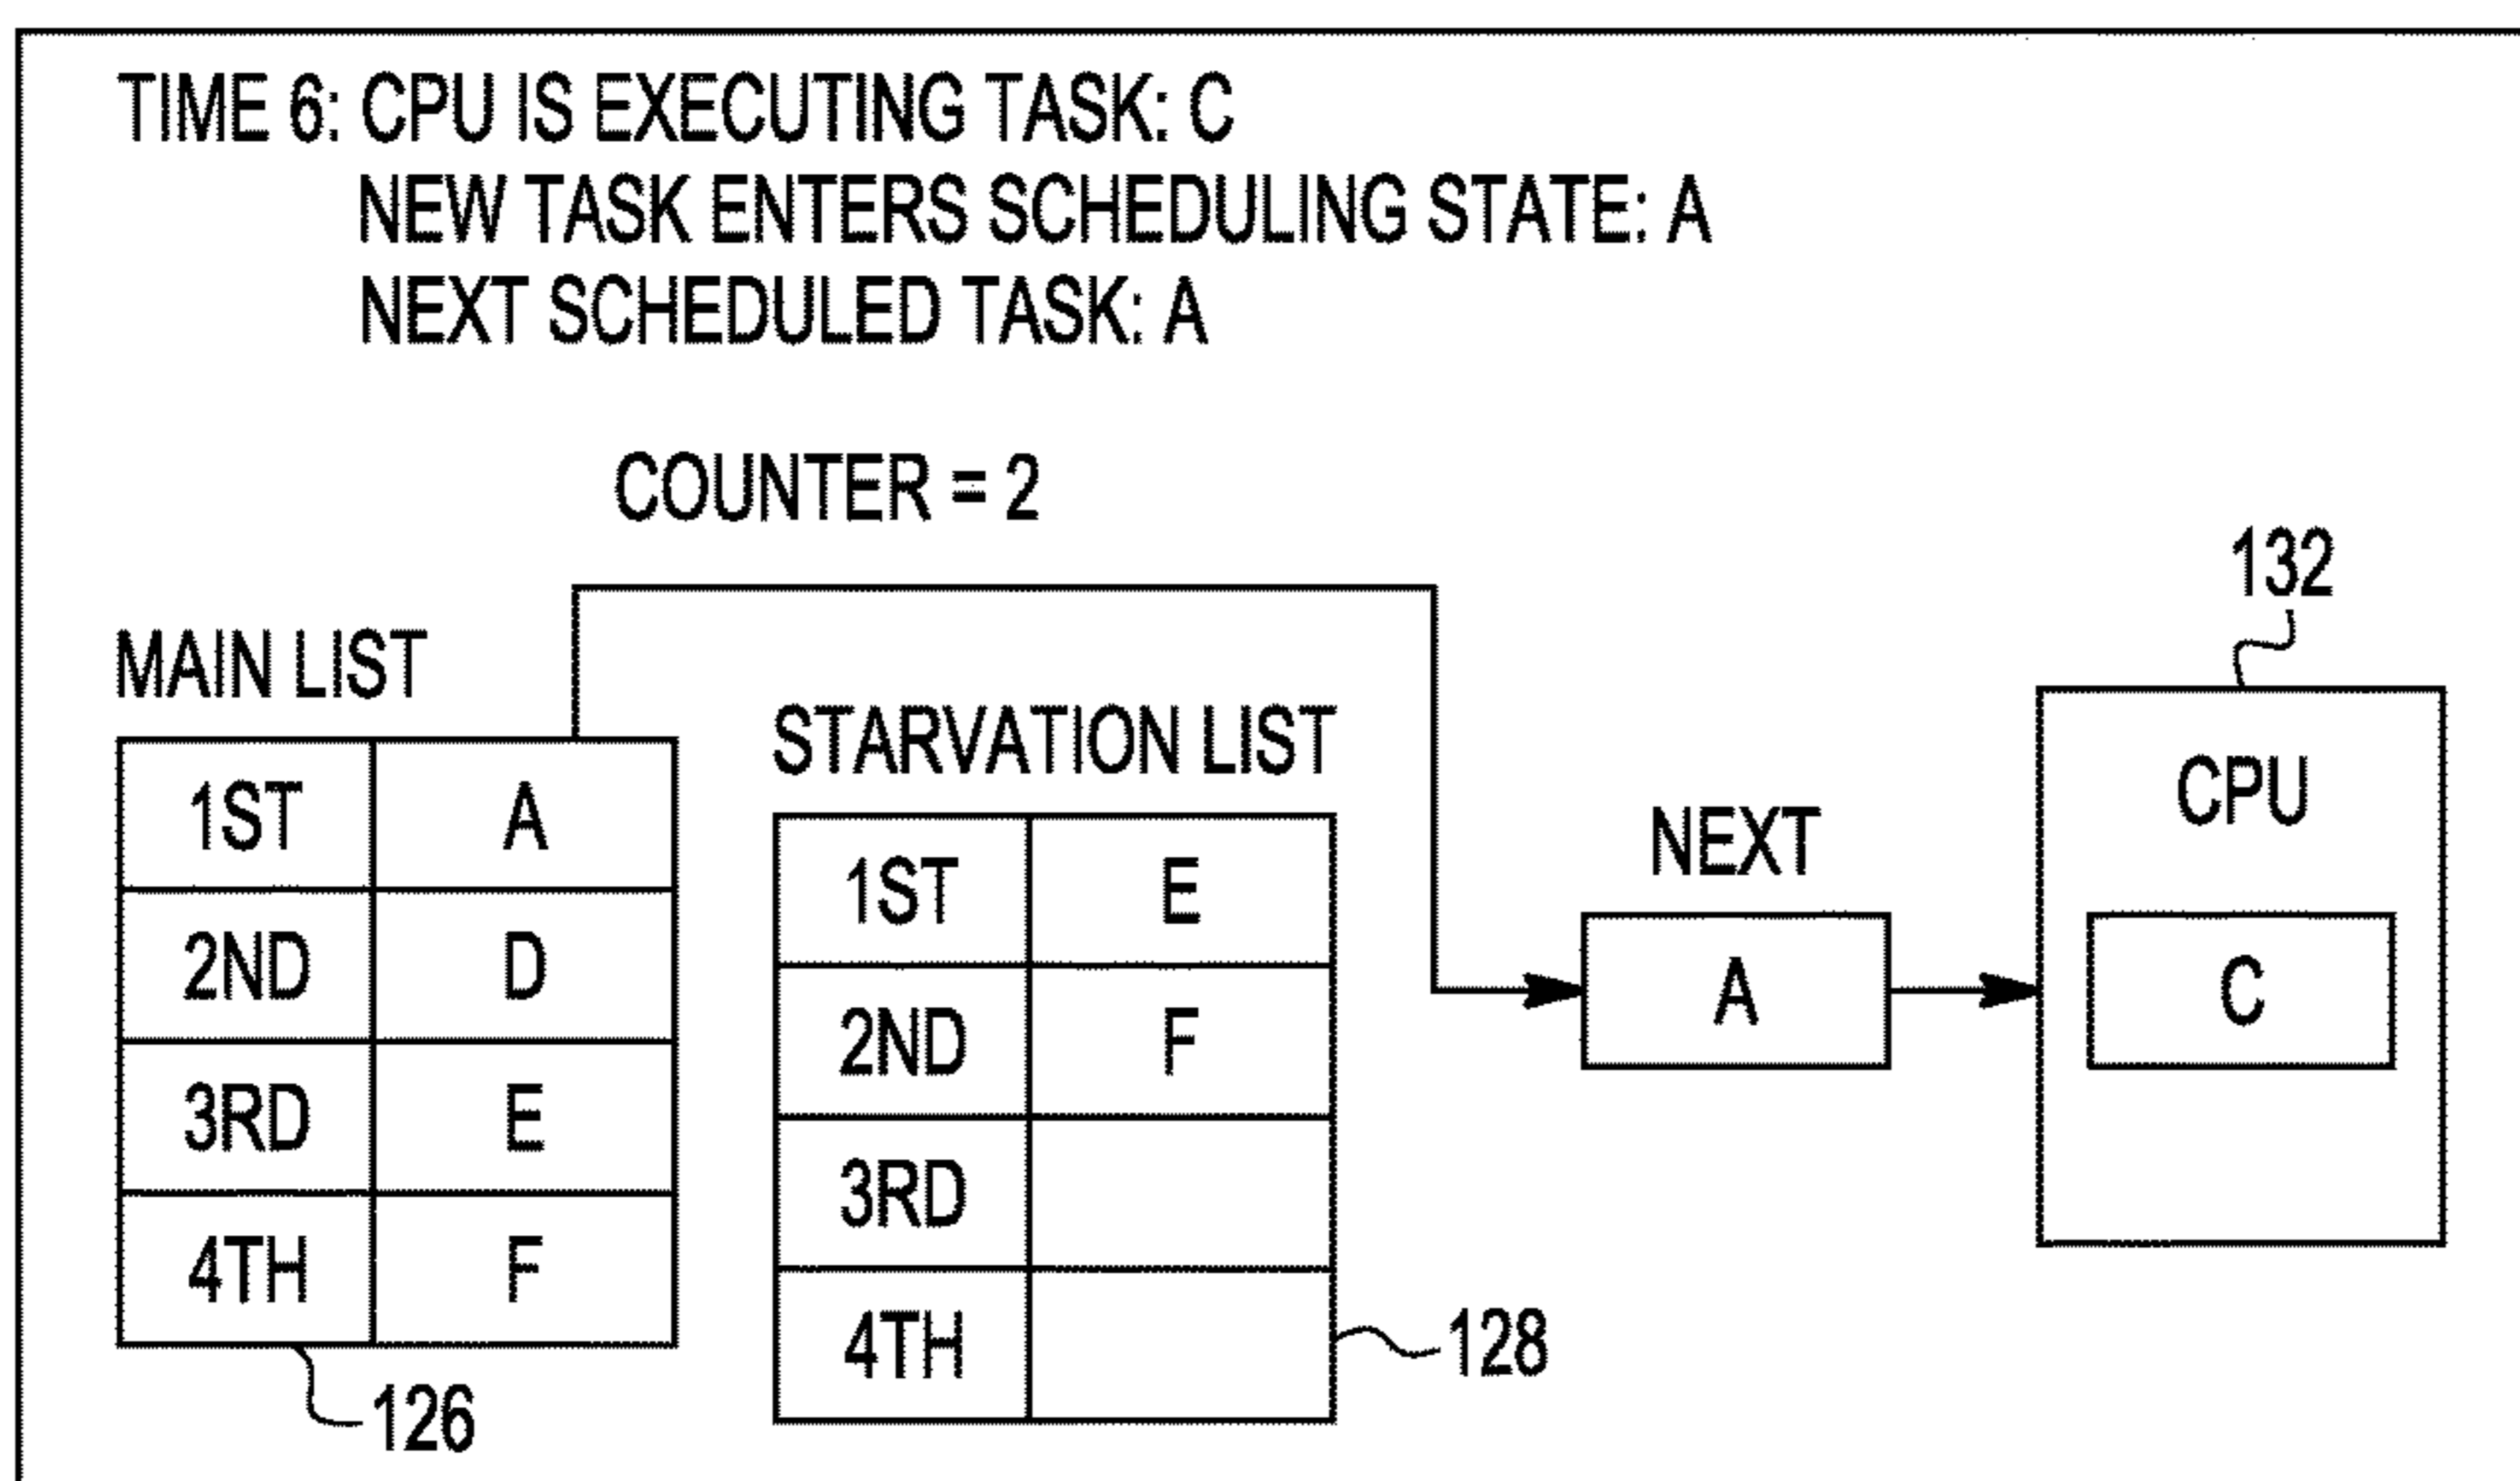 TIME 6: CPU IS EXECUTING TASK: C
NEW TASK ENTERS SCHEDULING STATE: A
NEXT SCHEDULED TASK: A
COUNTER = 2
MAIN LIST
1ST A
2ND D
3RD E
4TH F
126
STARVATION LIST
1ST E
2ND F
3RD
4TH
128
NEXT
A
132
CPU
C